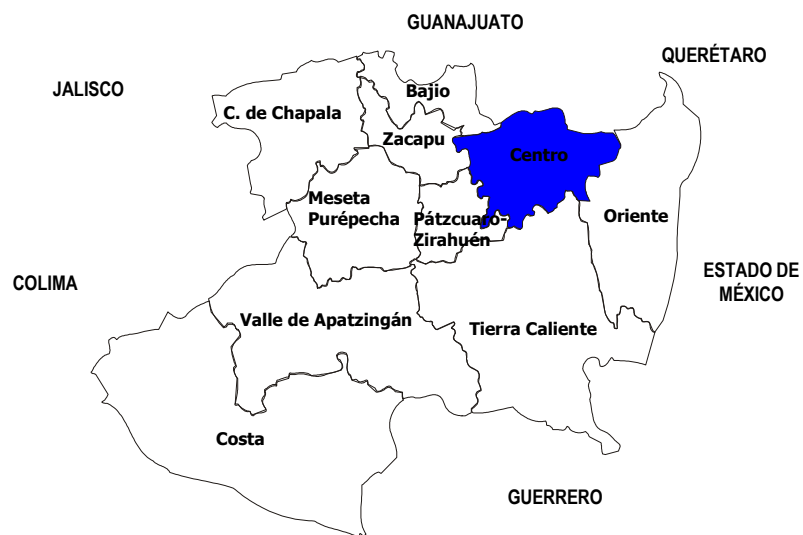 GUANAJUATO
QUERÉTARO
JALISCO
Bajio
C. de Chapala
Zacapu
Centro
Meseta
Purépecha
Pátzcuaro-
Zirahuén
Oriente
ESTADO DE
MÉXICO
COLIMA
Valle de Apatzingán
Tierra Caliente
Costa
GUERRERO